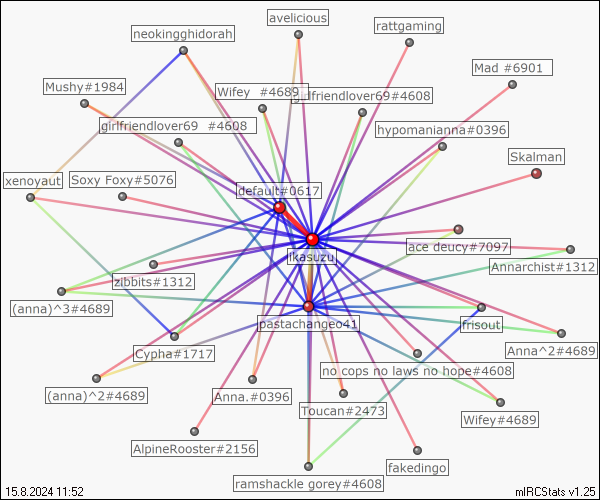 avelicious
rattgaming
neokingghidorah
Mad #6901
Mushy#1984
Wifey #4689
girlfriendlover69#4608
girlfriendlover69 #4608
hypomanianna#0396
Skalman
xenoyaut
Soxy Foxy#5076
default#0617
ace deucy#7097
ikasuzu
Annarchist#1312
zibbits#1312
(anna)^3#4689
pastachangeo41
frisout
Cypha#1717
Anna^2#4689
no cops no laws no hope#4608
(anna)^2#4689
Anna.#0396
Toucan#2473
Wifey#4689
AlpineRooster#2156
fakedingo
ramshackle gorey#4608
15.8.2024 11:52
mIRCStats v1.25